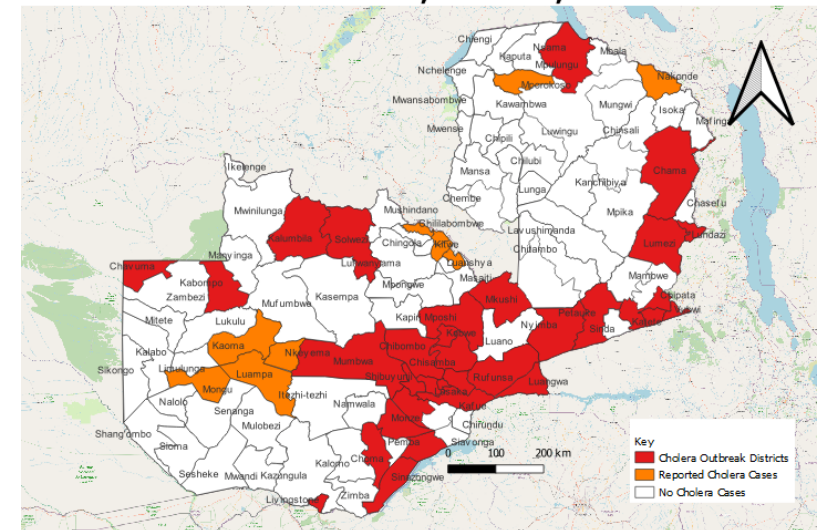 Chiengi
Nsama
Kaputa
Mbala
Mpulungu
Nchelenge
Nakonde
Mporokoso
Mwansabombwe
Kawambwa
Mungwi
Isoka
Mafinga
Mwense
Luwingu
Chinsali
Chipili
Ikelenge
Chilubi
Mansa
Chama
Lunga
Kanchibiya
Chembe
Chasefu
Mwinilunga
Mushindano
Mpika
Chililabombwe
Lavushimanda
Lundazi
Kalumbila
Solwezi
Chingola
Kitwe
Chitambo
Lumezi
Manyinga
Lufwanyama
Luanshya
Chavuma
Masaiti
Mambwe
Kabompo
Mpongwe
Zambezi
Kasempa
Mufumbwe
Mkushi
Chipata
Mitete
Lukulu
Kapiri
Mposhi
Petauke
Nyimba
Sinda
Katete
Kabwe
Luano
Kaoma
Nkeyema
Chibombo
Kalabo
Mumbwa
Chisamba
Sikongo
Limulunga
Luampa
Shibuyunji
Rufunsa
Luangwa
Mongu
Itezhi-tezhi
Lusaka
Nalolo
Namwala
Kafue
Senanga
Monze
Mulobezi
Chirundu
Shang'ombo
Pemba
Siavonga
Sioma
Choma
Kalomo
Sesheke
Mwandi
Kazungula
Sinazongwe
Zimba
Livingstone
0 100 200 km
Key
Cholera Outbreak Districts
Reported Cholera Cases
No Cholera Cases